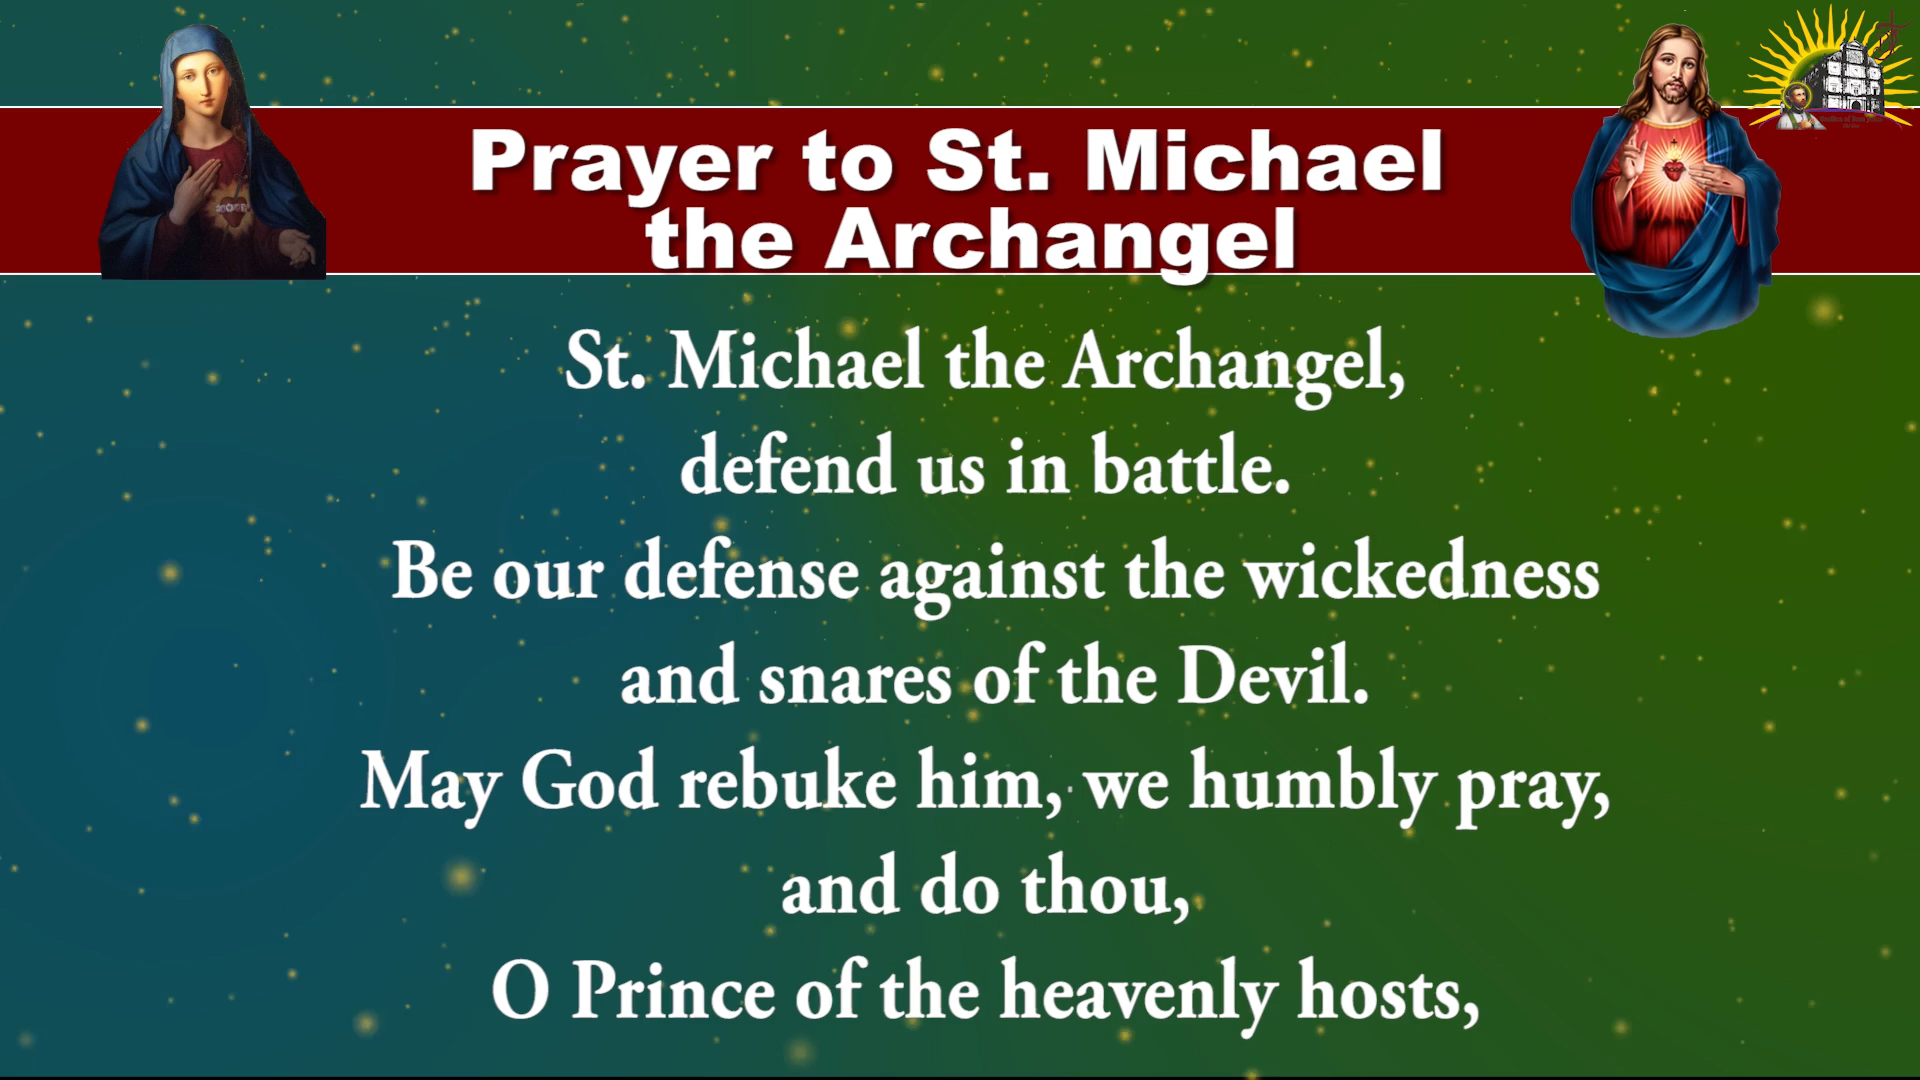 Prayer to St. Michael
the Archangel
St. Michael the Archangel,
defend us in battle.
Be our defense against the wickedness
and snares of the Devil.
May God rebuke him, we humbly pray,
and do thou,
O Prince of the heavenly hosts,